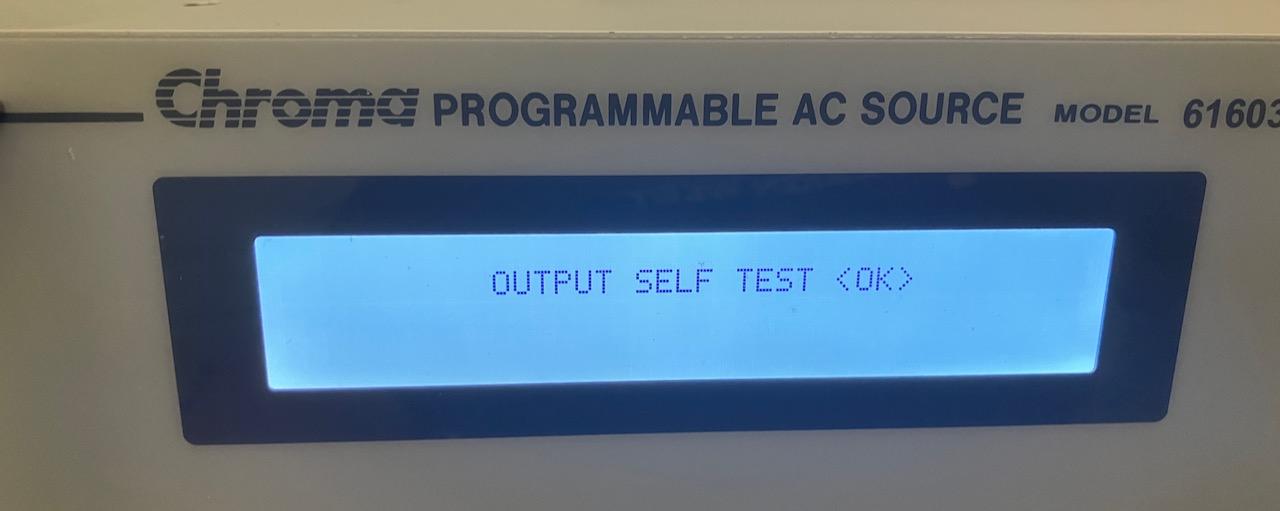 Chroma PROGRAMMABLE AC SOURCE MODEL 61603
OUTPUT SELF TEST <OK>